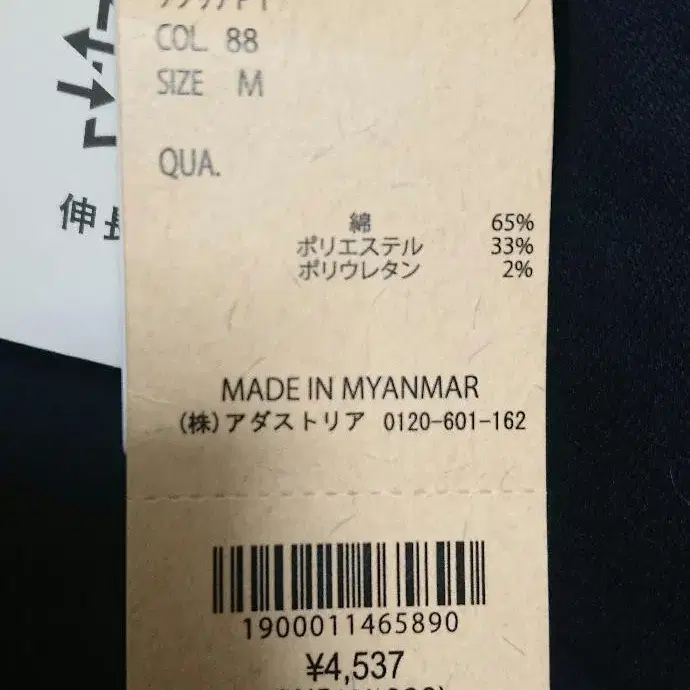 COL. 88
SIZE M
QUA.
伸長
綿 65%
ポリエステル 33%
ポリウレタン 2%
MADE IN MYANMAR
(株)アダストリア 0120-601-162
1900011465890
¥4,537